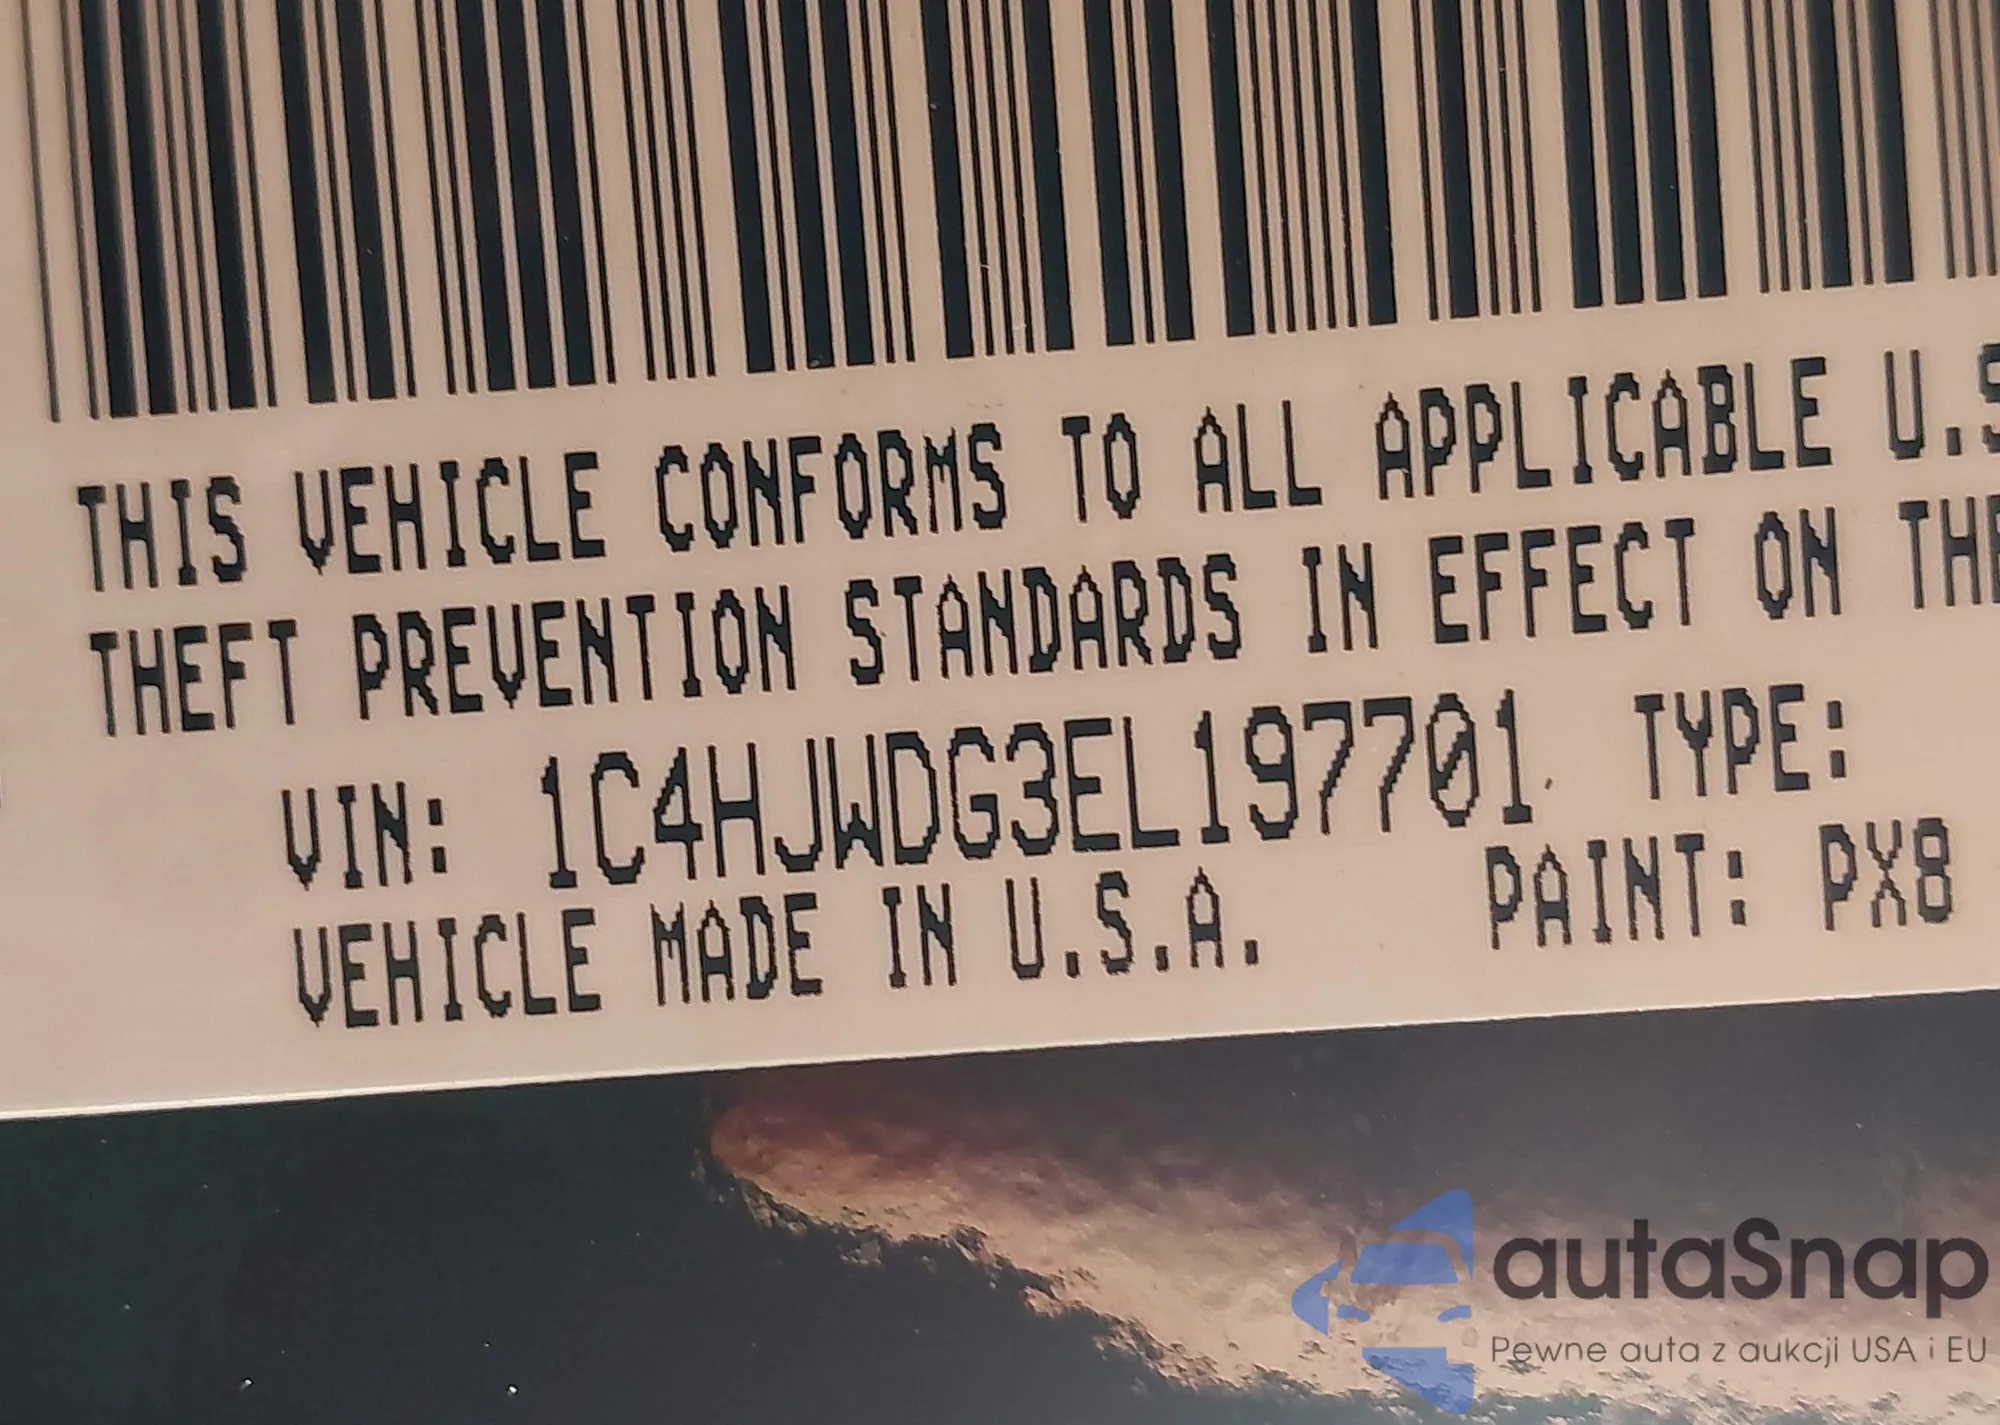 THIS VEHICLE CONFORMS TO ALL APPLICABLE U.S
THEFT PREVENTION STANDARDS IN EFFECT ON THE
VIN: 1C4HJWDG3EL197701 TYPE:
VEHICLE MADE IN U.S.A. PAINT: PX8
autaSnap
Pewne auta z aukcji USA i EU